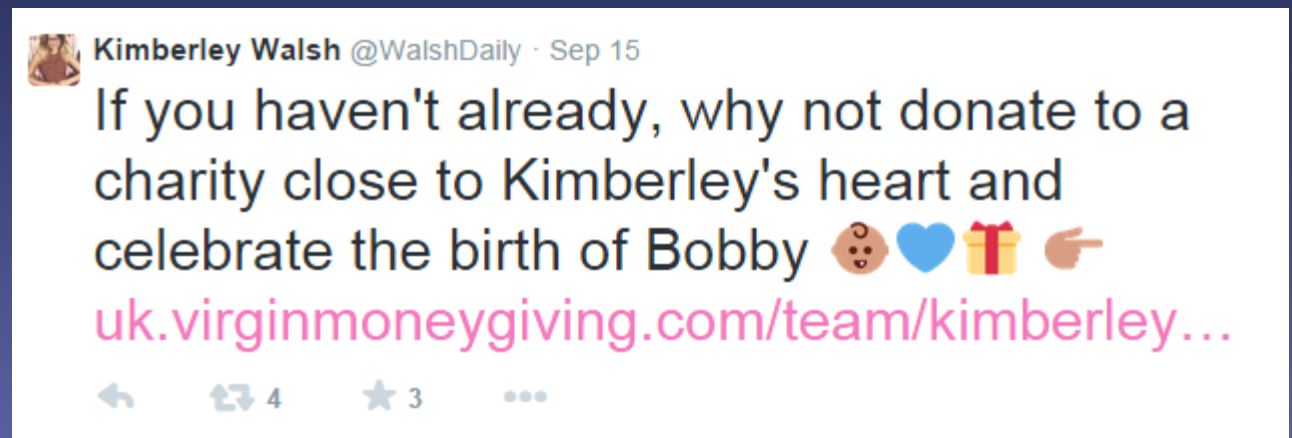 Kimberley Walsh @WalshDaily · Sep 15
If you haven't already, why not donate to a
charity close to Kimberley's heart and
celebrate the birth of Bobby 👶🏽💙🎁 👉🏽
uk.virginmoneygiving.com/team/kimberley…
4 3